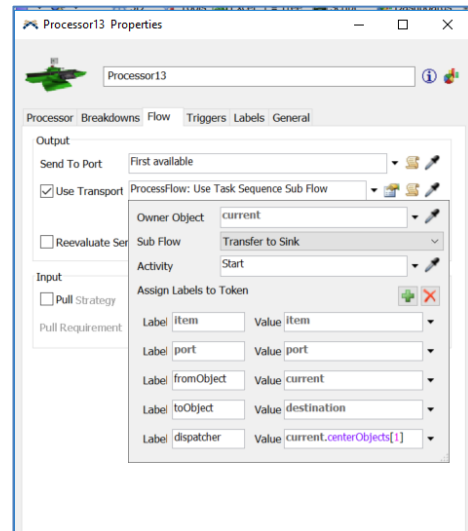 Processor13 Properties
Processor13
Processor Breakdowns Flow Triggers Labels General
Output
Send To Port First available
Use Transport ProcessFlow: Use Task Sequence Sub Flow
Owner Object current
Reevaluate Ser Sub Flow Transfer to Sink
Activity Start
Input
Assign Labels to Token
Pull Strategy
Label item Value item
Pull Requirement
Label port Value port
Label fromObject Value current
Label toObject Value destination
Label dispatcher Value current.centerObjects[1]